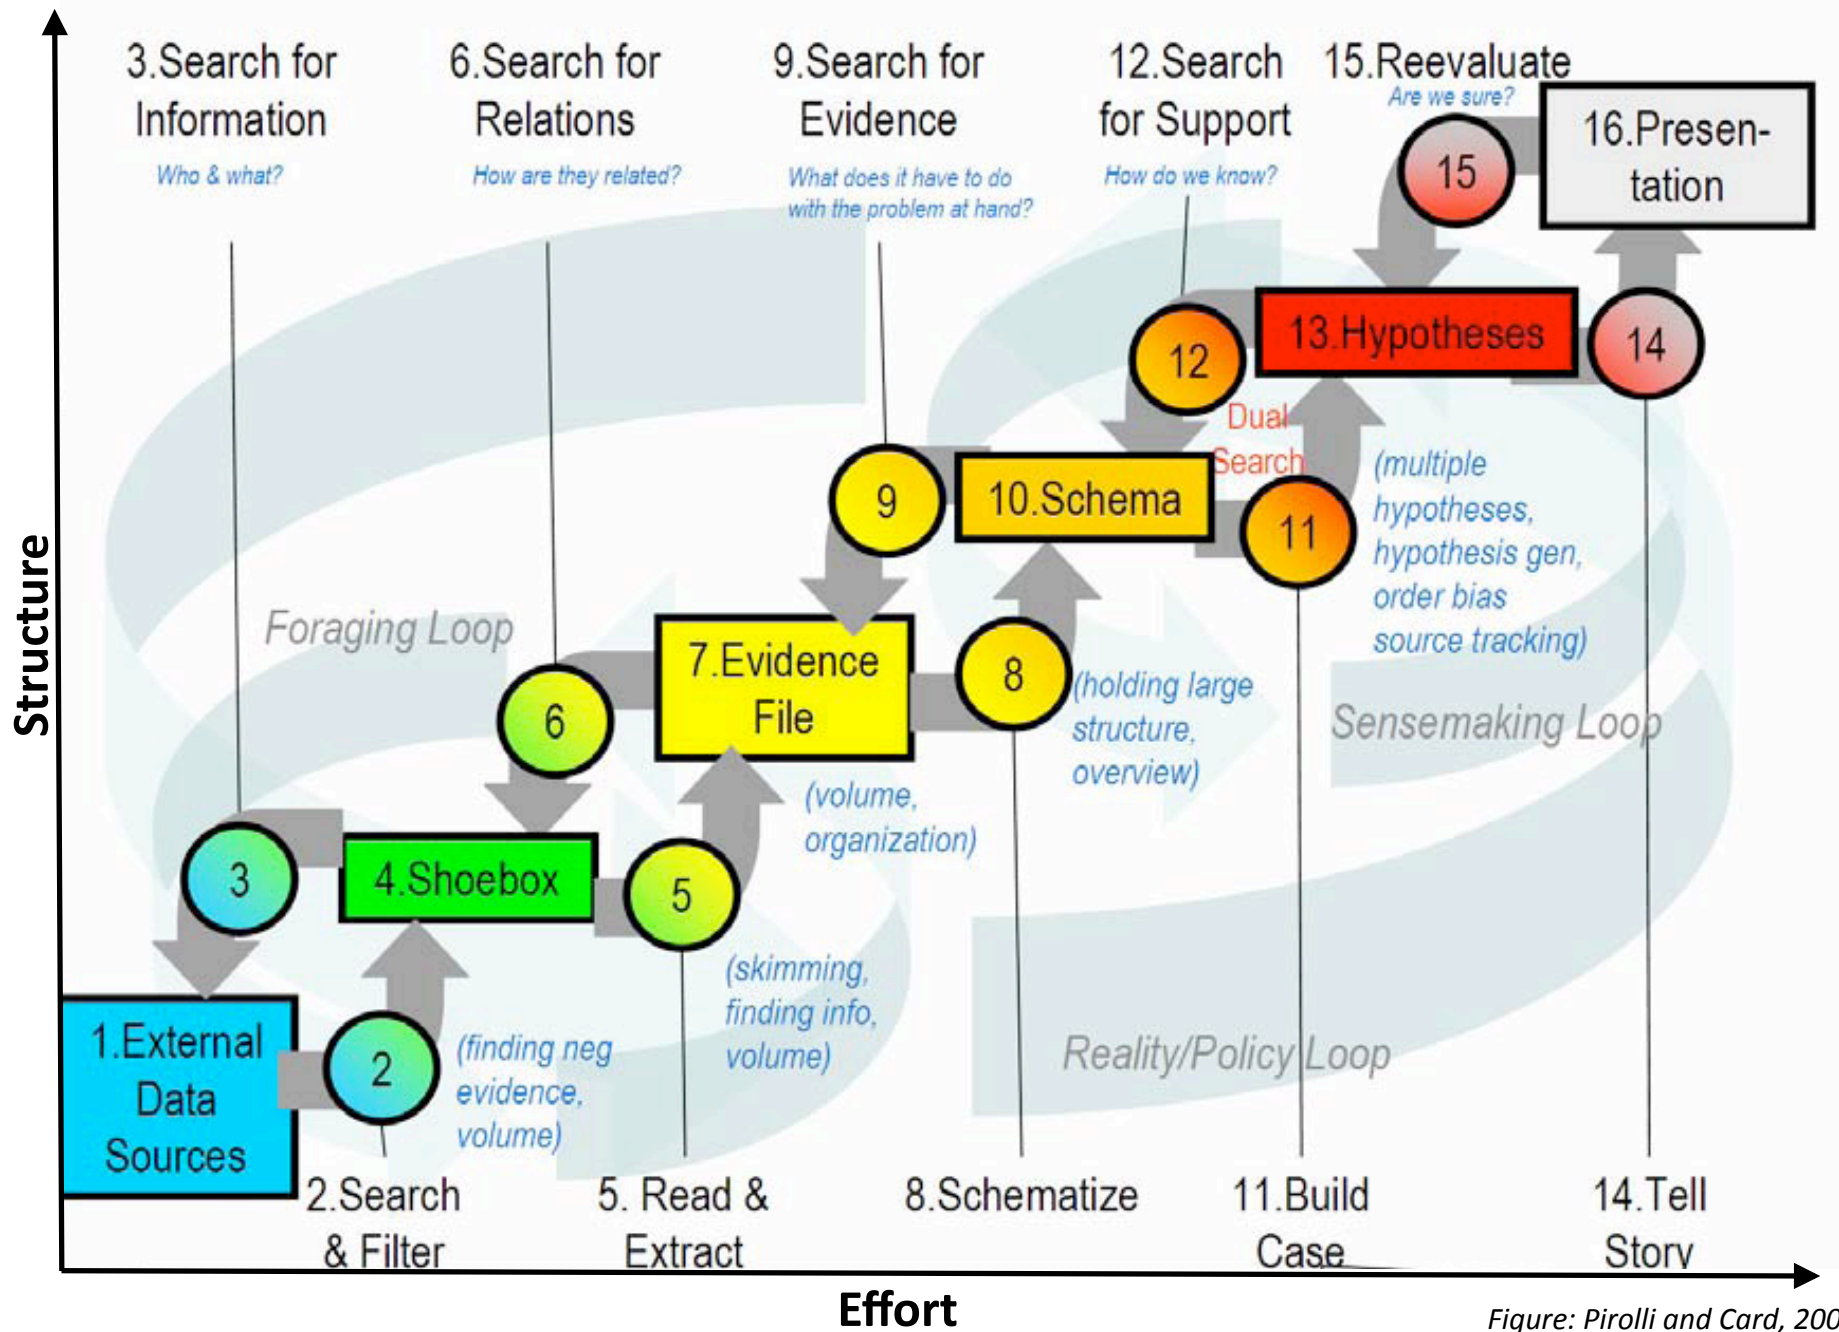 3.Search for
Information
Who & what?
6.Search for
Relations
How are they related?
9.Search for
Evidence
What does it have to do
with the problem at hand?
12.Search
for Support
How do we know?
15.Reevaluate
Are we sure?
15
16.Presen-
tation
12
13.Hypotheses
14
Dual
Search
9
10.Schema
11
(multiple
hypotheses,
hypothesis gen,
order bias
source tracking)
Foraging Loop
6
7.Evidence
File
8
(holding large
structure,
overview)
Sensemaking Loop
(volume,
organization)
3
4.Shoebox
5
(skimming,
finding info,
volume)
1.External
Data
Sources
2
(finding neg
evidence,
volume)
Reality/Policy Loop
2.Search
& Filter
5. Read &
Extract
8.Schematize
11.Build
Case
14.Tell
Story
Structure
Effort
Figure: Pirolli and Card, 200